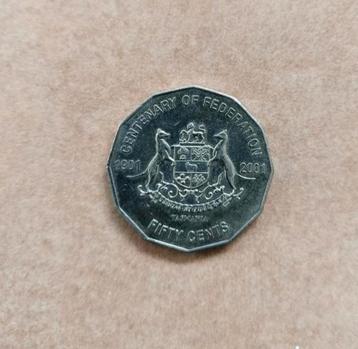 CENTENARY OF FEDERATION
1901 2001
TASMANIA
FIFTY CENTS